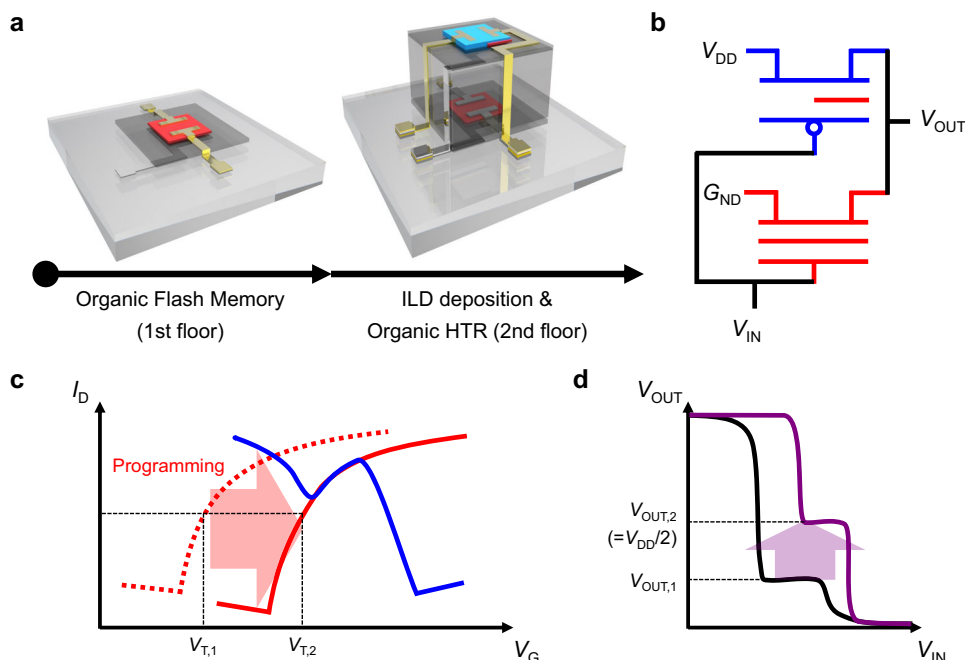 a
Organic Flash Memory
(1st floor)
ILD deposition &
Organic HTR (2nd floor)
b
VDD
VOUT
GND
VIN
c
ID
Programming
VT,1
VT,2
VG
d
VOUT
VOUT,2
(=VDD/2)
VOUT,1
VIN